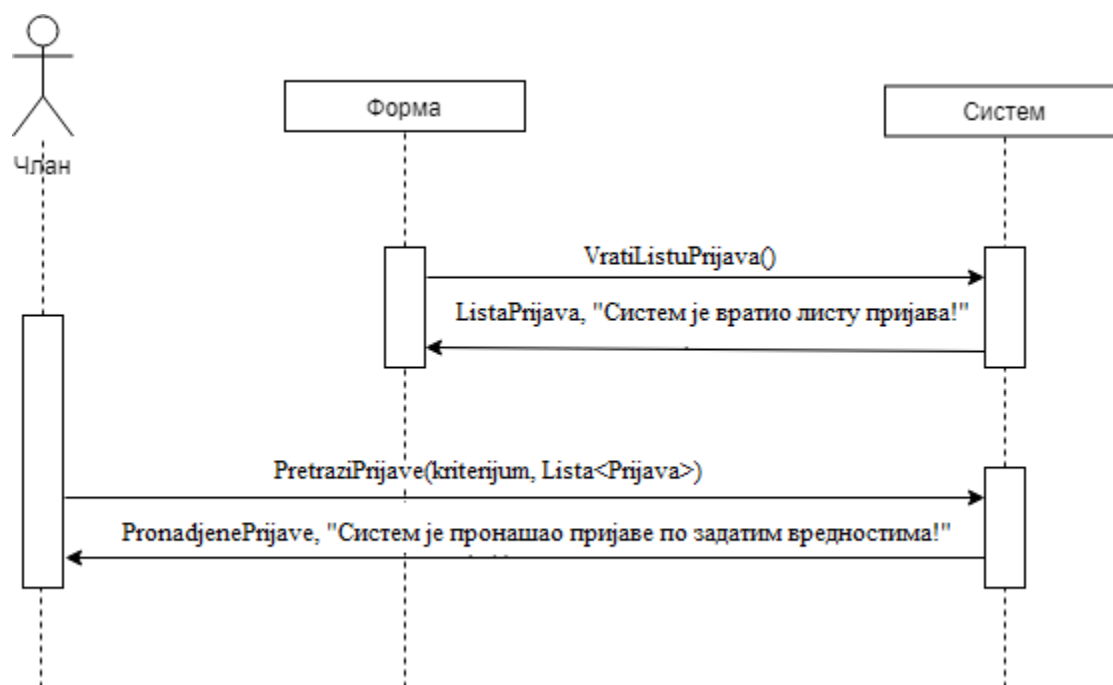 Форма
Систем
Члан
VratiListuPrijava()
ListaPrijava, "Систем је вратио листу пријава!"
PretraziPrijave(kriterijum, Lista<Prijava>)
PronadjenePrijave, "Систем је пронашао пријаве по задатим вредностима!"